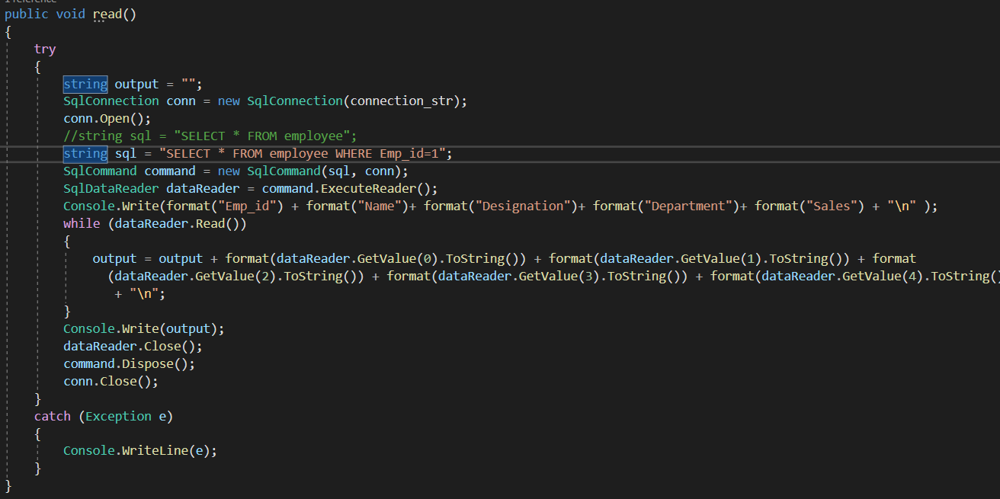 1 reference
public void read()
{
try
{
string output = "";
SqlConnection conn = new SqlConnection(connection_str);
conn.Open();
//string sql = "SELECT * FROM employee";
string sql = "SELECT * FROM employee WHERE Emp_id=1";
SqlCommand command = new SqlCommand(sql, conn);
SqlDataReader dataReader = command.ExecuteReader();
Console.Write(format("Emp_id") + format("Name")+ format("Designation")+ format("Department")+ format("Sales") + "\n" );
while (dataReader.Read())
{
output = output + format(dataReader.GetValue(0).ToString()) + format(dataReader.GetValue(1).ToString()) + format
(dataReader.GetValue(2).ToString()) + format(dataReader.GetValue(3).ToString()) + format(dataReader.GetValue(4).ToString(
+ "\n";
}
Console.Write(output);
dataReader.Close();
command.Dispose();
conn.Close();
}
catch (Exception e)
{
Console.WriteLine(e);
}
}